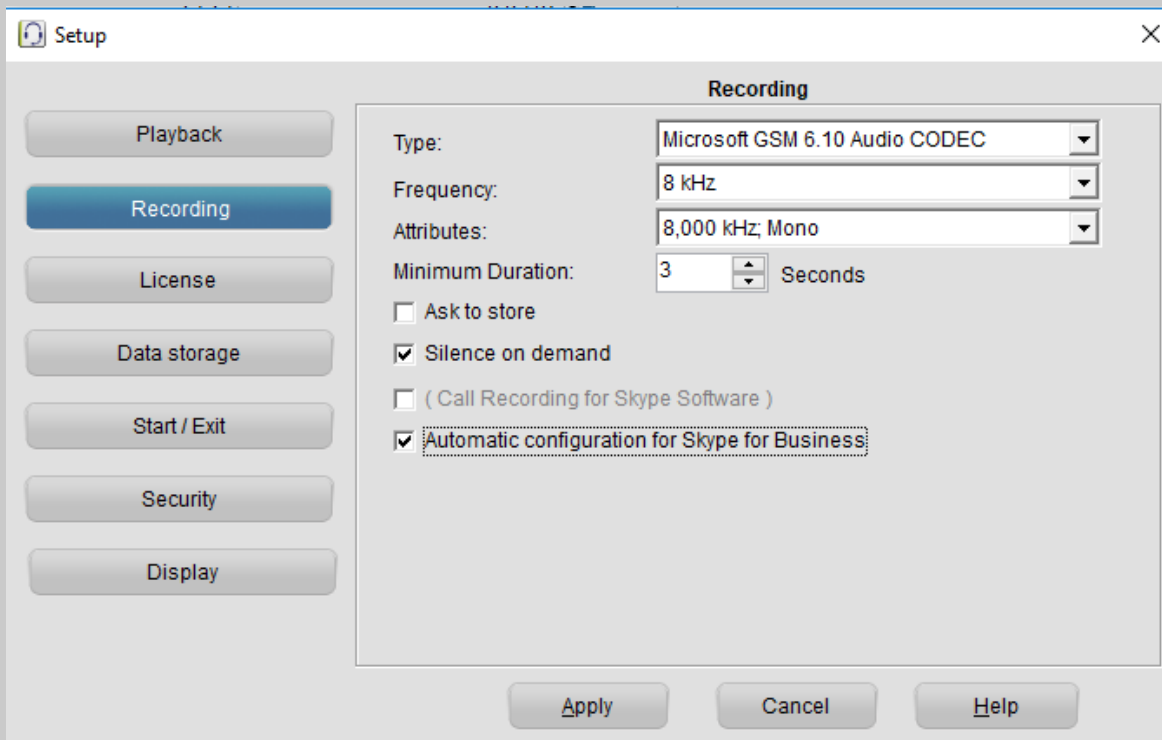 Setup
Recording
Playback
Recording
License
Data storage
Start / Exit
Security
Display
Type:
Microsoft GSM 6.10 Audio CODEC
Frequency:
8 kHz
Attributes:
8,000 kHz; Mono
Minimum Duration:
3
Seconds
Ask to store
Silence on demand
( Call Recording for Skype Software )
Automatic configuration for Skype for Business
Apply
Cancel
Help